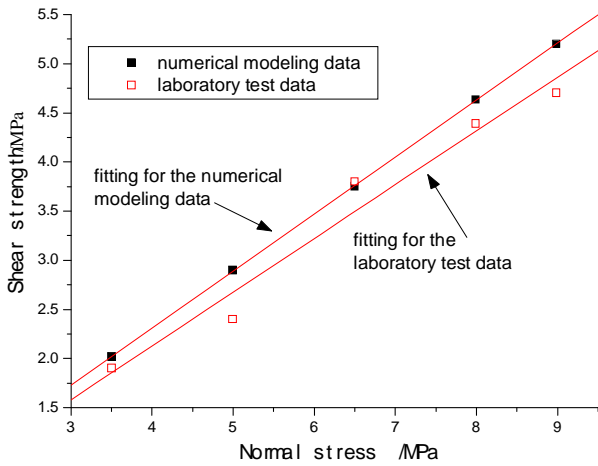 numerical modeling data
laboratory test data
5.5
5.0
4.5
4.0
3.5
3.0
2.5
2.0
1.5
Shear strength/MPa
fitting for the numerical
modeling data
fitting for the
laboratory test data
3 4 5 6 7 8 9
Normal stress /MPa